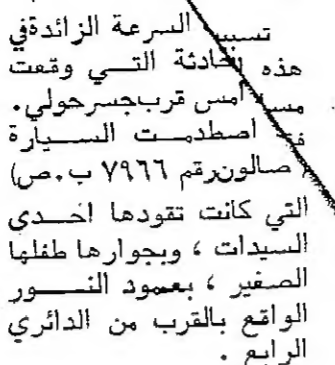 تسببت السرعة الزائدة في
هذه الحادثة التي وقعت
مساء أمس قرب جسر حولي.
فقد اصطدمت السيارة
(صالون رقم ٧٩٦٦ ب.ص)
التي كانت تقودها احدى
السيدات ، وبجوارها طفلها
الصغير ، بعمود النور
الواقع بالقرب من الدائري
الرابع .